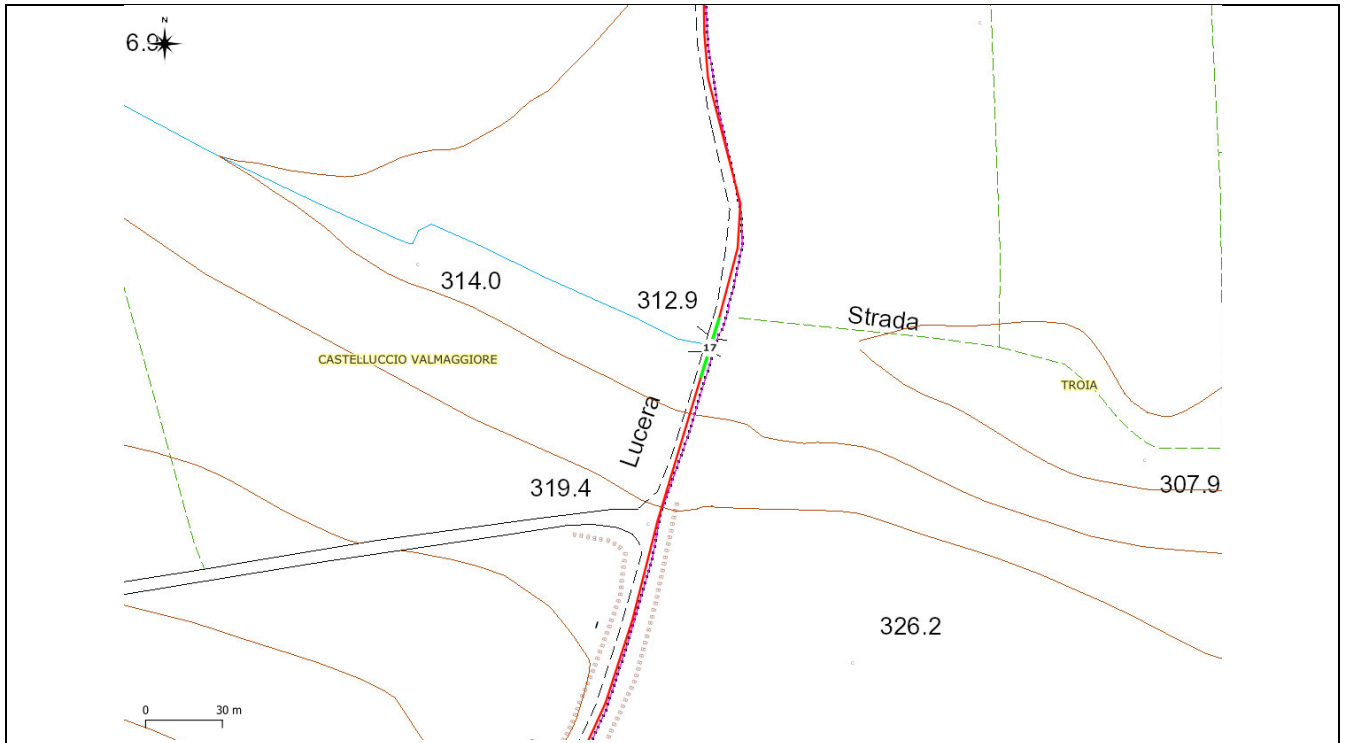 N
6.9
314.0
312.9
Strada
17
CASTELLUCCIO VALMAGGIORE
TROIA
Lucera
319.4
307.9
326.2
0 30 m